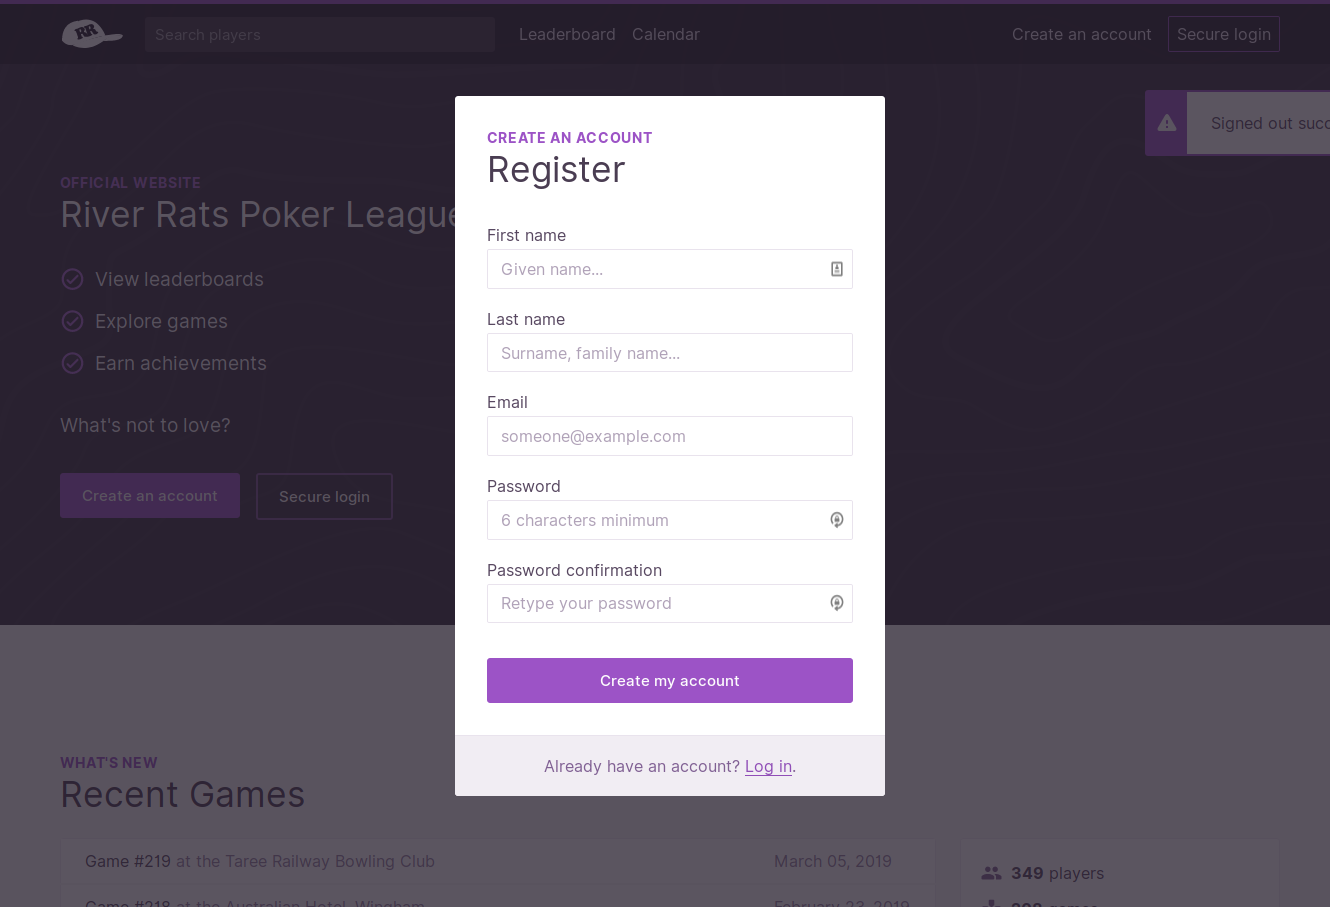 RR
Search players
Leaderboard
Calendar
Create an account
Secure login
Signed out succ
OFFICIAL WEBSITE
River Rats Poker League
View leaderboards
Explore games
Earn achievements
What's not to love?
Create an account
Secure login
CREATE AN ACCOUNT
Register
First name
Given name...
Last name
Surname, family name...
Email
someone@example.com
Password
6 characters minimum
Password confirmation
Retype your password
Create my account
Already have an account? Log in.
WHAT'S NEW
Recent Games
Game #219 at the Taree Railway Bowling Club
March 05, 2019
349 players
Game #218 at the Australian Hotel, Wingham
February 23, 2019
games